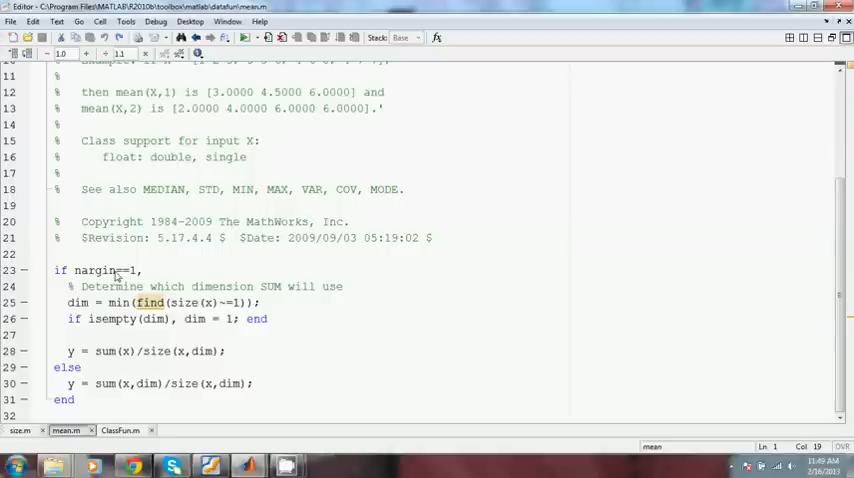 Editor - C:\Program Files\MATLAB\R2010b\toolbox\matlab\datafun\mean.m
File Edit Text Go Cell Tools Debug Desktop Window Help
Stack: Base fx
1.0 1.1
11 %
12 % then mean(X,1) is [3.0000 4.5000 6.0000] and
13 % mean(X,2) is [2.0000 4.0000 6.0000].'
14 %
15 % Class support for input X:
16 % float: double, single
17 %
18 % See also MEDIAN, STD, MIN, MAX, VAR, COV, MODE.
19
20 % Copyright 1984-2009 The MathWorks, Inc.
21 % $Revision: 5.17.4.4 $ $Date: 2009/09/03 05:19:02 $
22
23 if nargin==1,
24 % Determine which dimension SUM will use
25 dim = min(find(size(x)~=1));
26 if isempty(dim), dim = 1; end
27
28 y = sum(x)/size(x,dim);
29 else
30 y = sum(x,dim)/size(x,dim);
31 end
32
size.m mean.m ClassFun.m
mean Ln 1 Col 19 OVR
11:49 AM
2/16/2013